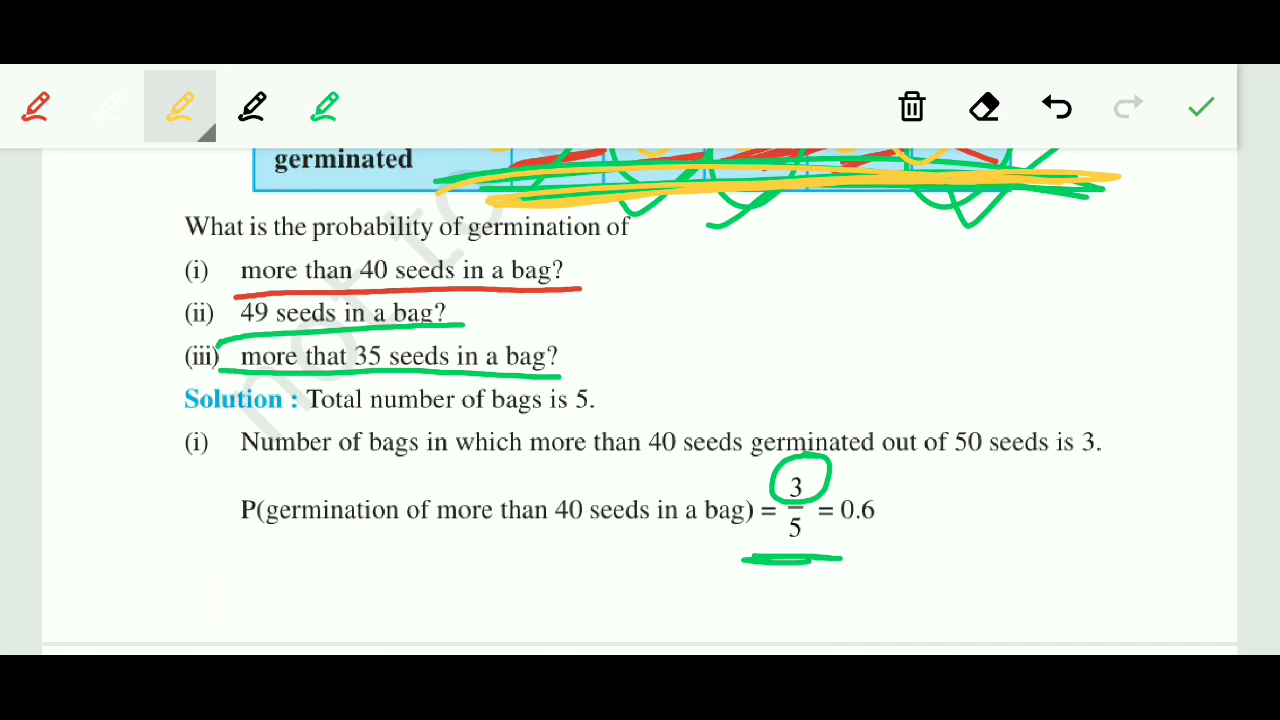 germinated
What is the probability of germination of
(i) more than 40 seeds in a bag?
(ii) 49 seeds in a bag?
(iii) more that 35 seeds in a bag?
Solution : Total number of bags is 5.
(i) Number of bags in which more than 40 seeds germinated out of 50 seeds is 3.
P(germination of more than 40 seeds in a bag) = 3/5 = 0.6
not to